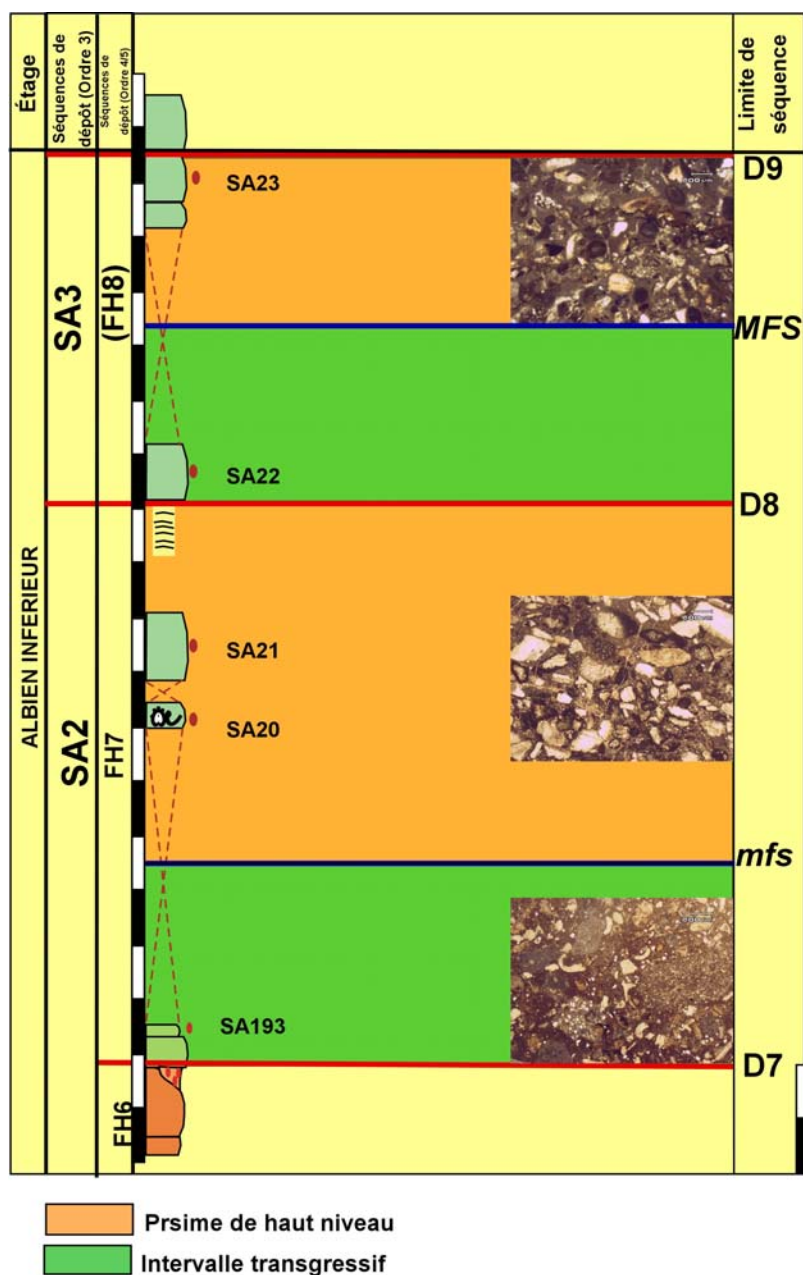 Étage
Séquences de
dépôt (Ordre 3)
Séquences de
dépôt (Ordre 4/5)
Limite de
séquence
D9
SA23
SA3
(FH8)
MFS
SA22
D8
ALBIEN INFERIEUR
SA2
FH7
SA21
SA20
mfs
SA193
D7
FH6
Prsime de haut niveau
Intervalle transgressif